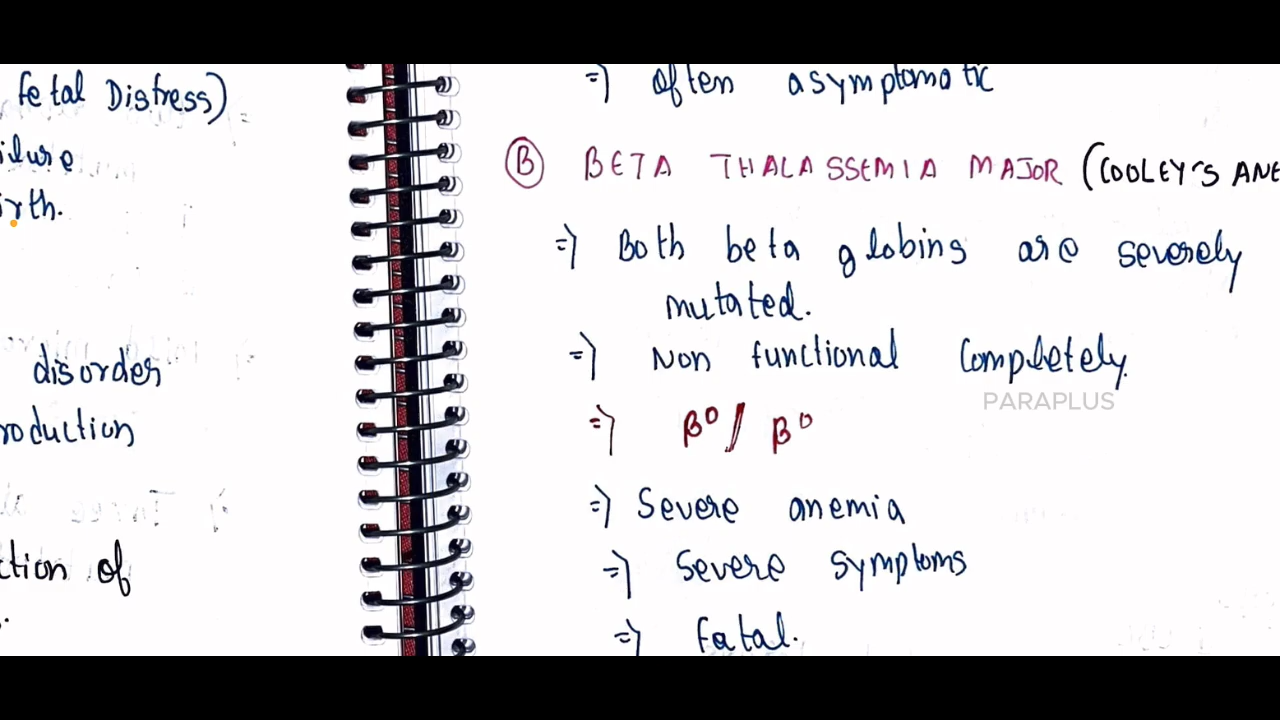 fetal Distress)
ilure
irth.
disorder
roduction
ction of
=) often asymptomatic
(B) BETA THALASSEMIA MAJOR (COOLEY'S ANE
=) Both beta globins are severely
mutated.
=) Non functional completely.
PARAPLUS
=) β⁰/β⁰
=) Severe anemia
=) Severe symptoms
=) fatal.